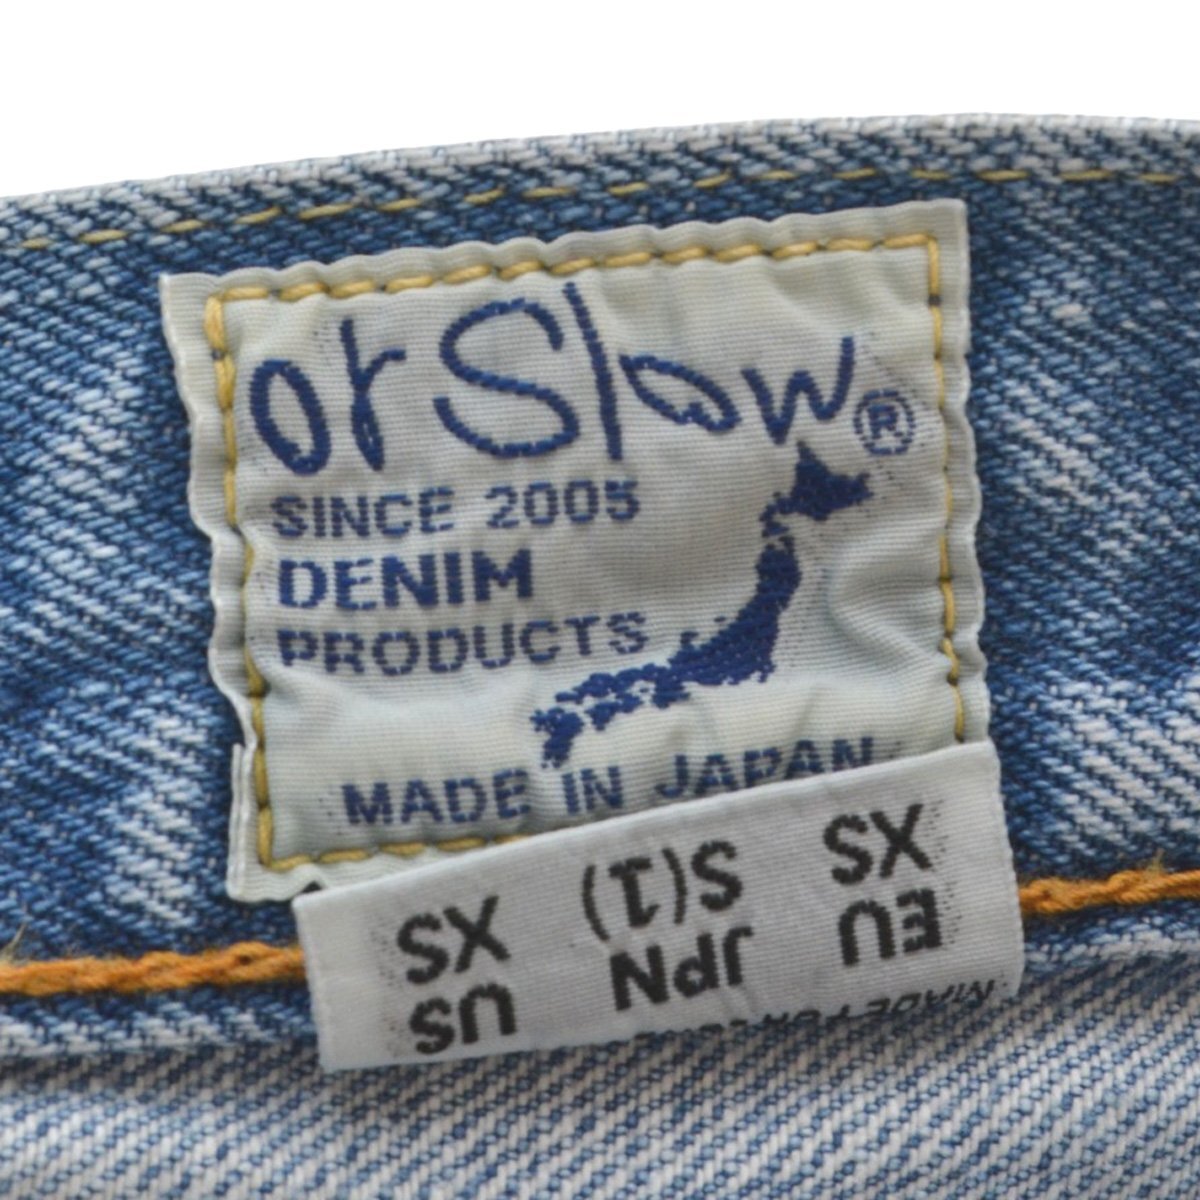 orSlow®
SINCE 2005
DENIM
PRODUCTS
MADE IN JAPAN
US JPN EU
XS S(1) XS